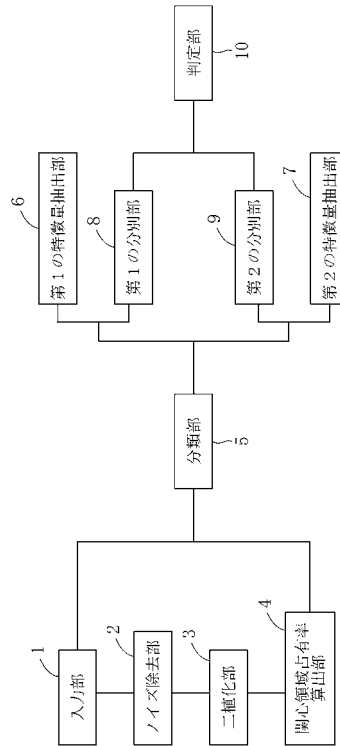 1
入力部
2
ノイズ除去部
3
二植化部
4
関心領域占有率
算出部
分類部
5
6
第1の特徴量抽出部
8
第1の分別部
9
第2の分別部
7
第2の特徴量抽出部
判定部
10